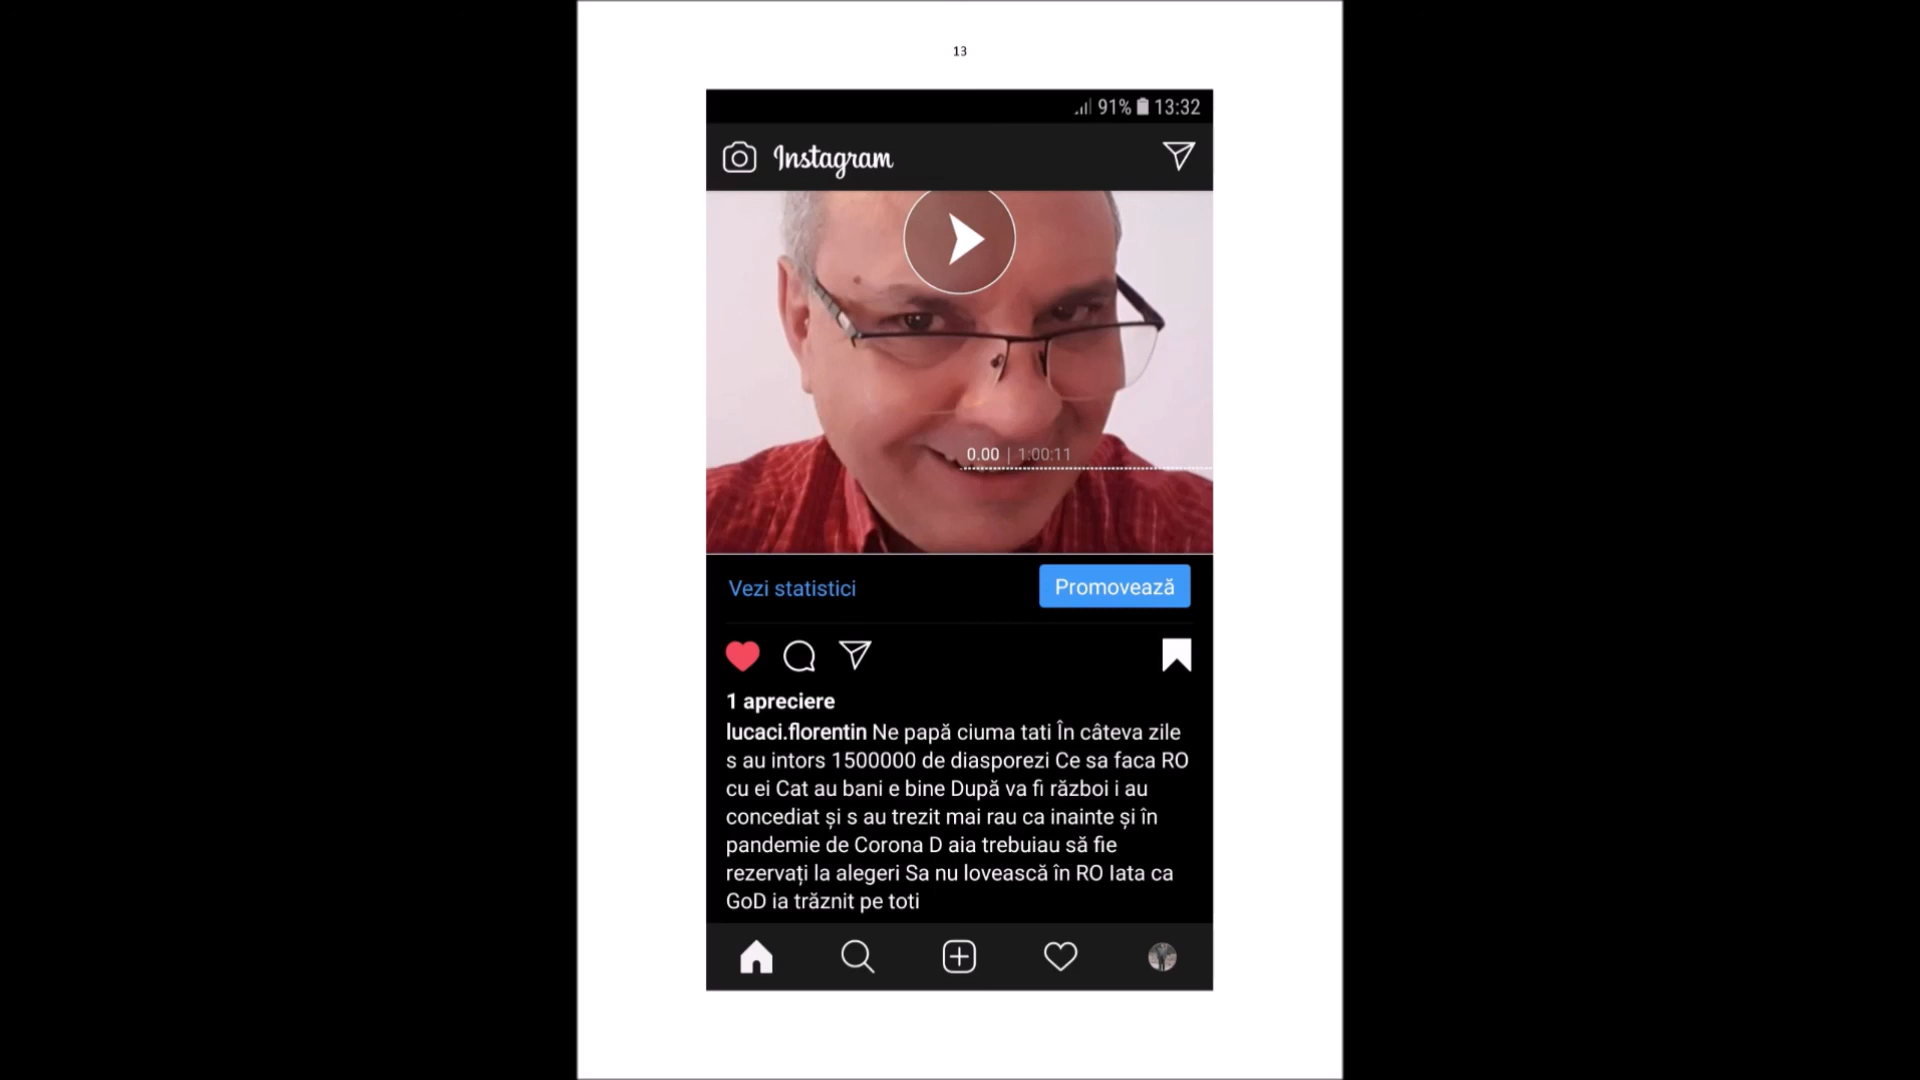 13
91% 13:32
Instagram
0.00 | 1:00:11
Vezi statistici
Promovează
1 apreciere
lucaci.florentin Ne papă ciuma tati În câteva zile
s au intors 1500000 de diasporezi Ce sa faca RO
cu ei Cat au bani e bine După va fi război i au
concediat și s au trezit mai rau ca inainte și în
pandemie de Corona D aia trebuiau să fie
rezervați la alegeri Sa nu lovească în RO Iata ca
GoD ia trăznit pe toti